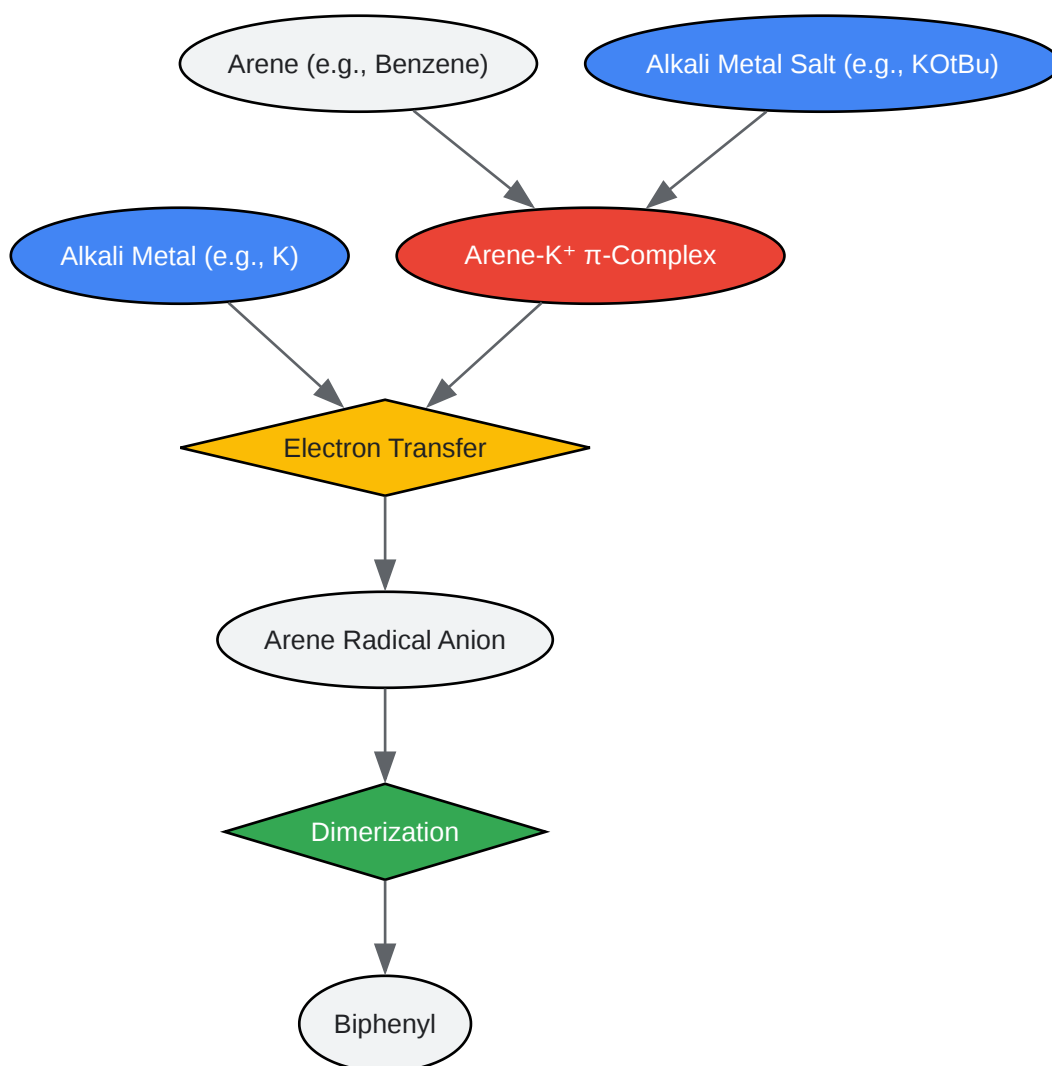 Arene (e.g., Benzene)
Alkali Metal Salt (e.g., KOtBu)
Alkali Metal (e.g., K)
Arene-K⁺ π-Complex
Electron Transfer
Arene Radical Anion
Dimerization
Biphenyl